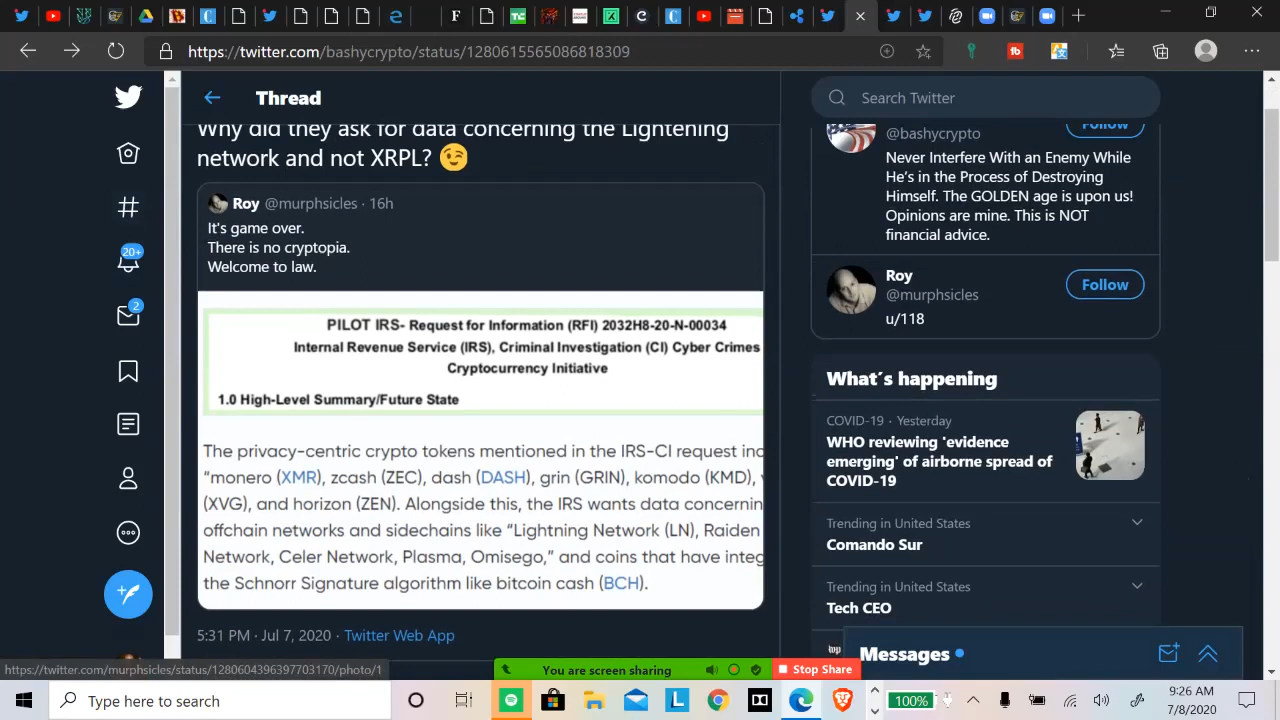 https://twitter.com/bashycrypto/status/1280615565086818309
Thread
Search Twitter
Why did they ask for data concerning the Lightening
network and not XRPL? 😉
Roy @murphsicles · 16h
It's game over.
There is no cryptopia.
Welcome to law.
PILOT IRS- Request for Information (RFI) 2032H8-20-N-00034
Internal Revenue Service (IRS), Criminal Investigation (CI) Cyber Crimes
Cryptocurrency Initiative
1.0 High-Level Summary/Future State
The privacy-centric crypto tokens mentioned in the IRS-CI request inc
“monero (XMR), zcash (ZEC), dash (DASH), grin (GRIN), komodo (KMD), v
(XVG), and horizon (ZEN). Alongside this, the IRS wants data concernin
offchain networks and sidechains like “Lightning Network (LN), Raiden
Network, Celer Network, Plasma, Omisego,” and coins that have integ
the Schnorr Signature algorithm like bitcoin cash (BCH).
5:31 PM · Jul 7, 2020 · Twitter Web App
20+
2
@bashycrypto
Follow
Never Interfere With an Enemy While
He’s in the Process of Destroying
Himself. The GOLDEN age is upon us!
Opinions are mine. This is NOT
financial advice.
Roy
@murphsicles
Follow
u/118
What’s happening
COVID-19 · Yesterday
WHO reviewing 'evidence
emerging' of airborne spread of
COVID-19
Trending in United States
Comando Sur
Trending in United States
Tech CEO
Messages
https://twitter.com/murphsicles/status/1280604396397703170/photo/1
You are screen sharing
Stop Share
Type here to search
100%
9:26 AM
7/8/2020